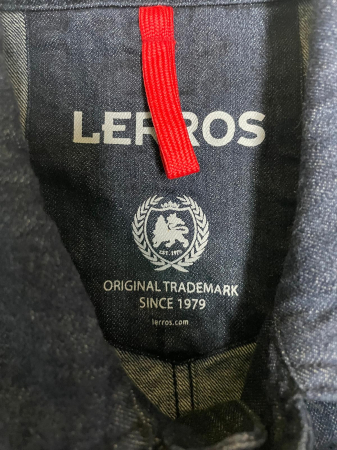 LERROS
EST. 1979
ORIGINAL TRADEMARK
SINCE 1979
lerros.com